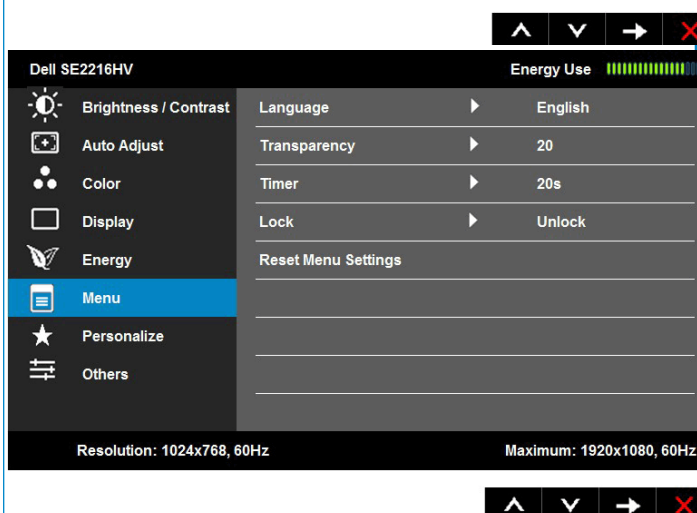 Dell SE2216HV Energy Use
Brightness / Contrast Language English
Auto Adjust Transparency 20
Color Timer 20s
Display Lock Unlock
Energy Reset Menu Settings
Menu
Personalize
Others
Resolution: 1024x768, 60Hz Maximum: 1920x1080, 60Hz